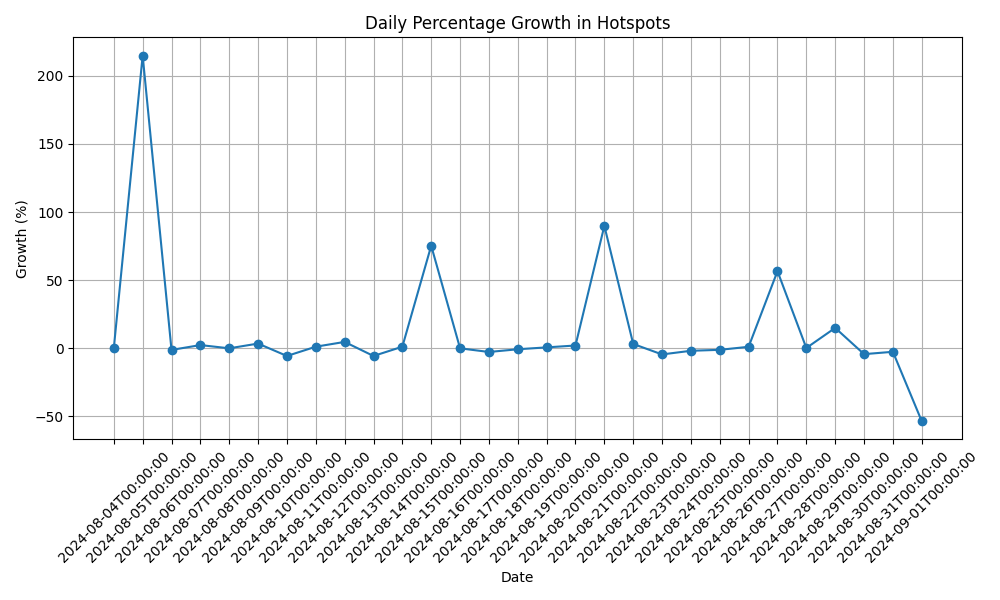 Daily Percentage Growth in Hotspots
Growth (%)
200
150
100
50
0
−50
2024-08-04T00:00:00
2024-08-05T00:00:00
2024-08-06T00:00:00
2024-08-07T00:00:00
2024-08-08T00:00:00
2024-08-09T00:00:00
2024-08-10T00:00:00
2024-08-11T00:00:00
2024-08-12T00:00:00
2024-08-13T00:00:00
2024-08-14T00:00:00
2024-08-15T00:00:00
2024-08-16T00:00:00
2024-08-17T00:00:00
2024-08-18T00:00:00
2024-08-19T00:00:00
2024-08-20T00:00:00
2024-08-21T00:00:00
2024-08-22T00:00:00
2024-08-23T00:00:00
2024-08-24T00:00:00
2024-08-25T00:00:00
2024-08-26T00:00:00
2024-08-27T00:00:00
2024-08-28T00:00:00
2024-08-29T00:00:00
2024-08-30T00:00:00
2024-08-31T00:00:00
2024-09-01T00:00:00
Date